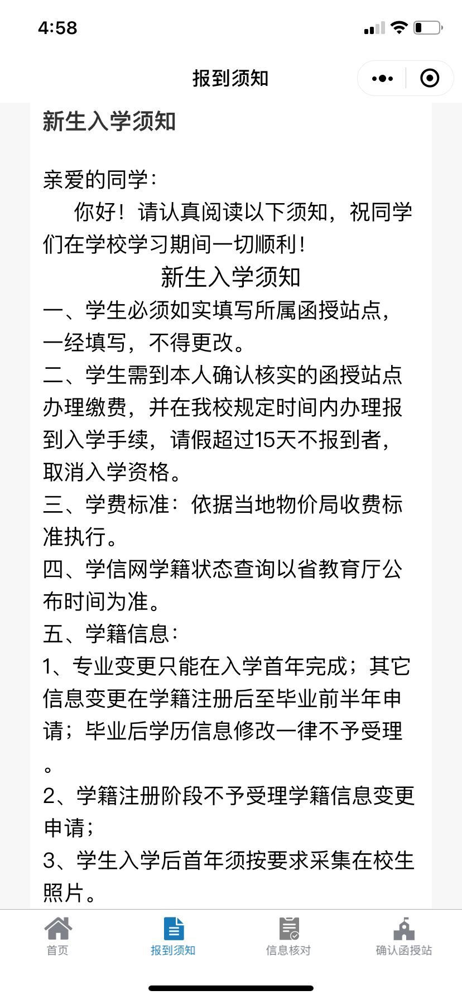 4:58
报到须知
新生入学须知
亲爱的同学：
你好！请认真阅读以下须知，祝同学
们在学校学习期间一切顺利！
新生入学须知
一、学生必须如实填写所属函授站点，
一经填写，不得更改。
二、学生需到本人确认核实的函授站点
办理缴费，并在我校规定时间内办理报
到入学手续，请假超过15天不报到者，
取消入学资格。
三、学费标准：依据当地物价局收费标
准执行。
四、学信网学籍状态查询以省教育厅公
布时间为准。
五、学籍信息：
1、专业变更只能在入学首年完成；其它
信息变更在学籍注册后至毕业前半年申
请；毕业后学历信息修改一律不予受理
。
2、学籍注册阶段不予受理学籍信息变更
申请；
3、学生入学后首年须按要求采集在校生
照片。
首页
报到须知
信息核对
确认函授站